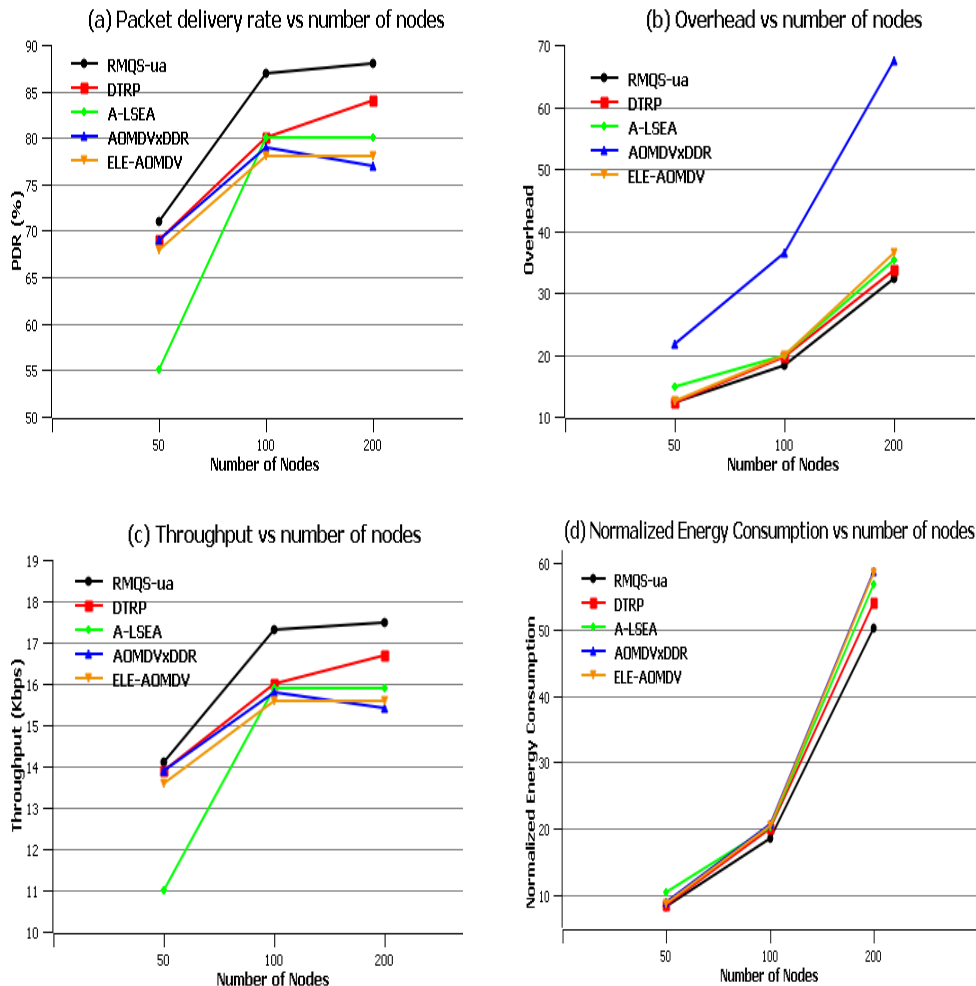 (a) Packet delivery rate vs number of nodes
90
85
80
75
70
65
60
55
50
PDR (%)
RMQS-ua
DTRP
A-LSEA
AOMDVxDDR
ELE-AOMDV
50 100 200
Number of Nodes
(b) Overhead vs number of nodes
70
60
50
40
30
20
10
Overhead
RMQS-ua
DTRP
A-LSEA
AOMDVxDDR
ELE-AOMDV
50 100 200
Number of Nodes
(c) Throughput vs number of nodes
19
18
17
16
15
14
13
12
11
10
Throughput (Kbps)
RMQS-ua
DTRP
A-LSEA
AOMDVxDDR
ELE-AOMDV
50 100 200
Number of Nodes
(d) Normalized Energy Consumption vs number of nodes
60
50
40
30
20
10
Normalized Energy Consumption
RMQS-ua
DTRP
A-LSEA
AOMDVxDDR
ELE-AOMDV
50 100 200
Number of Nodes